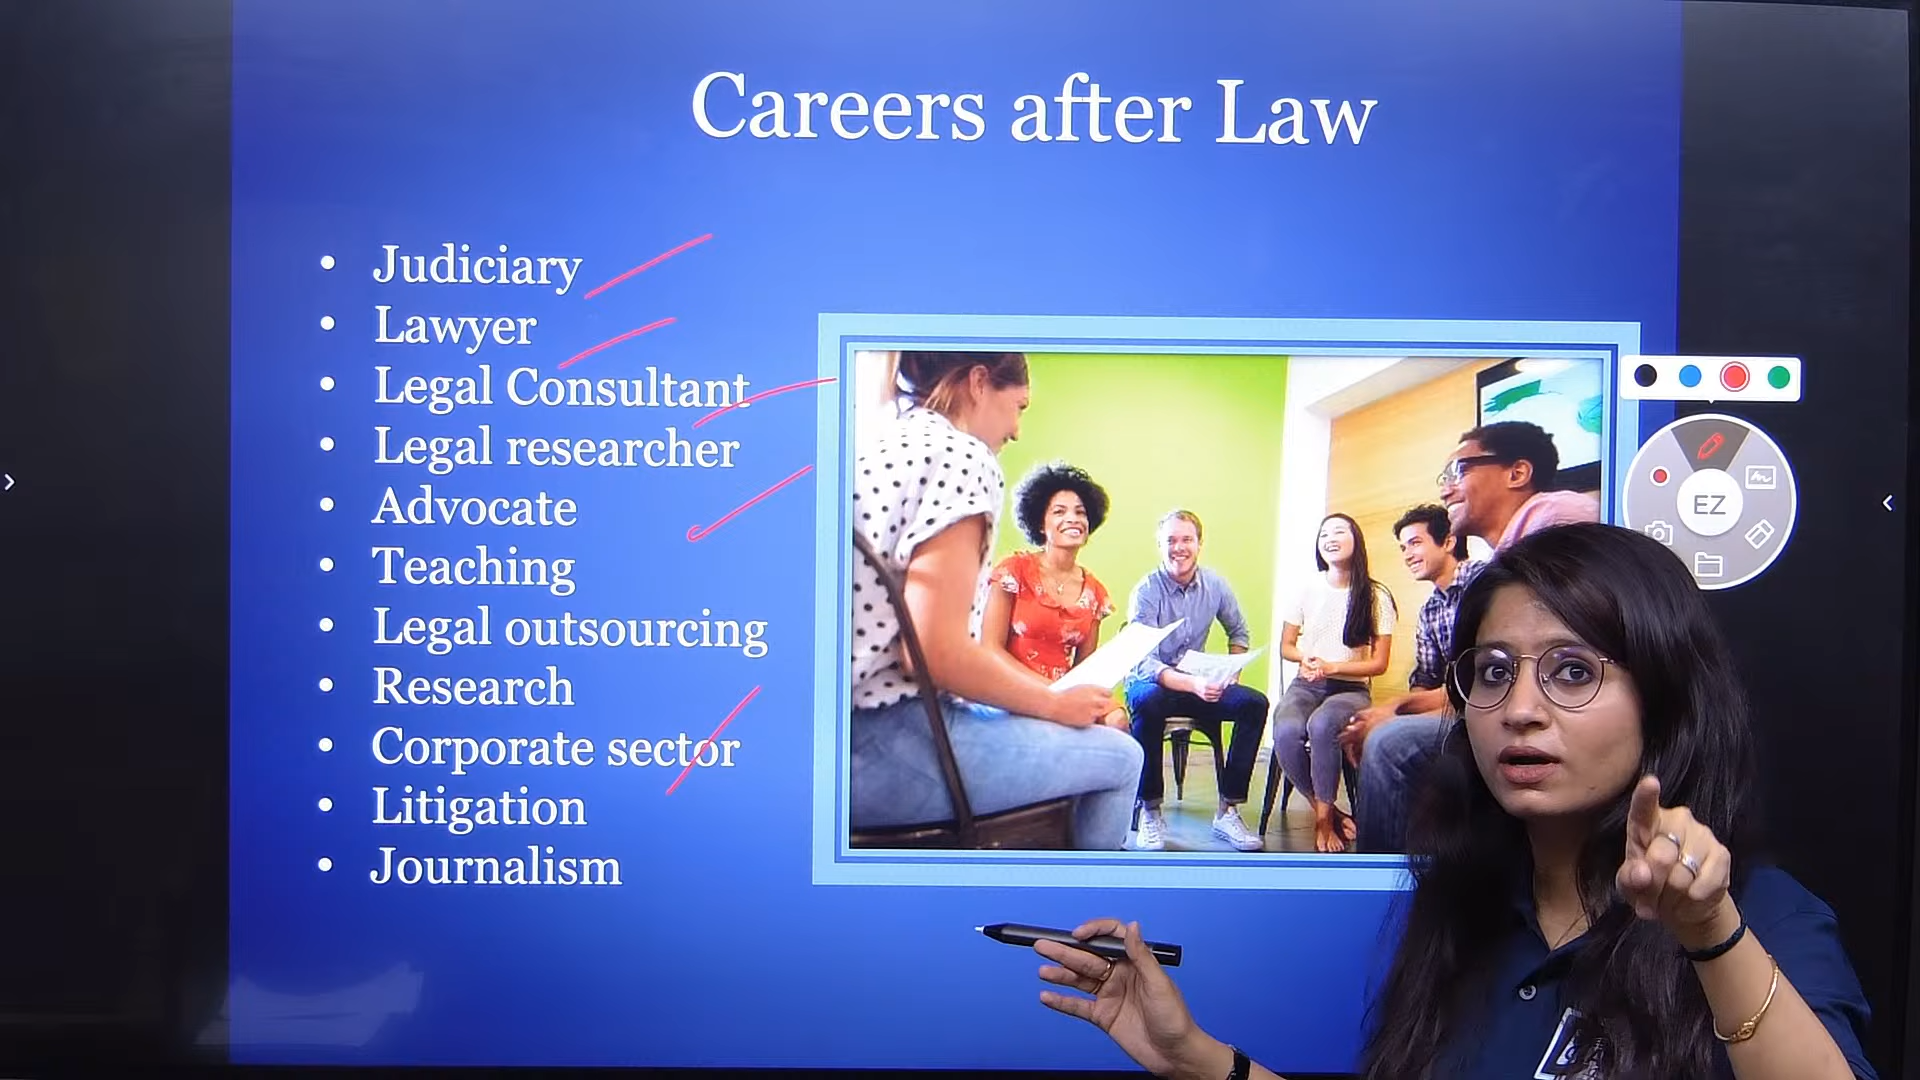 Careers after Law
• Judiciary
• Lawyer
• Legal Consultant
• Legal researcher
• Advocate
• Teaching
• Legal outsourcing
• Research
• Corporate sector
• Litigation
• Journalism
EZ